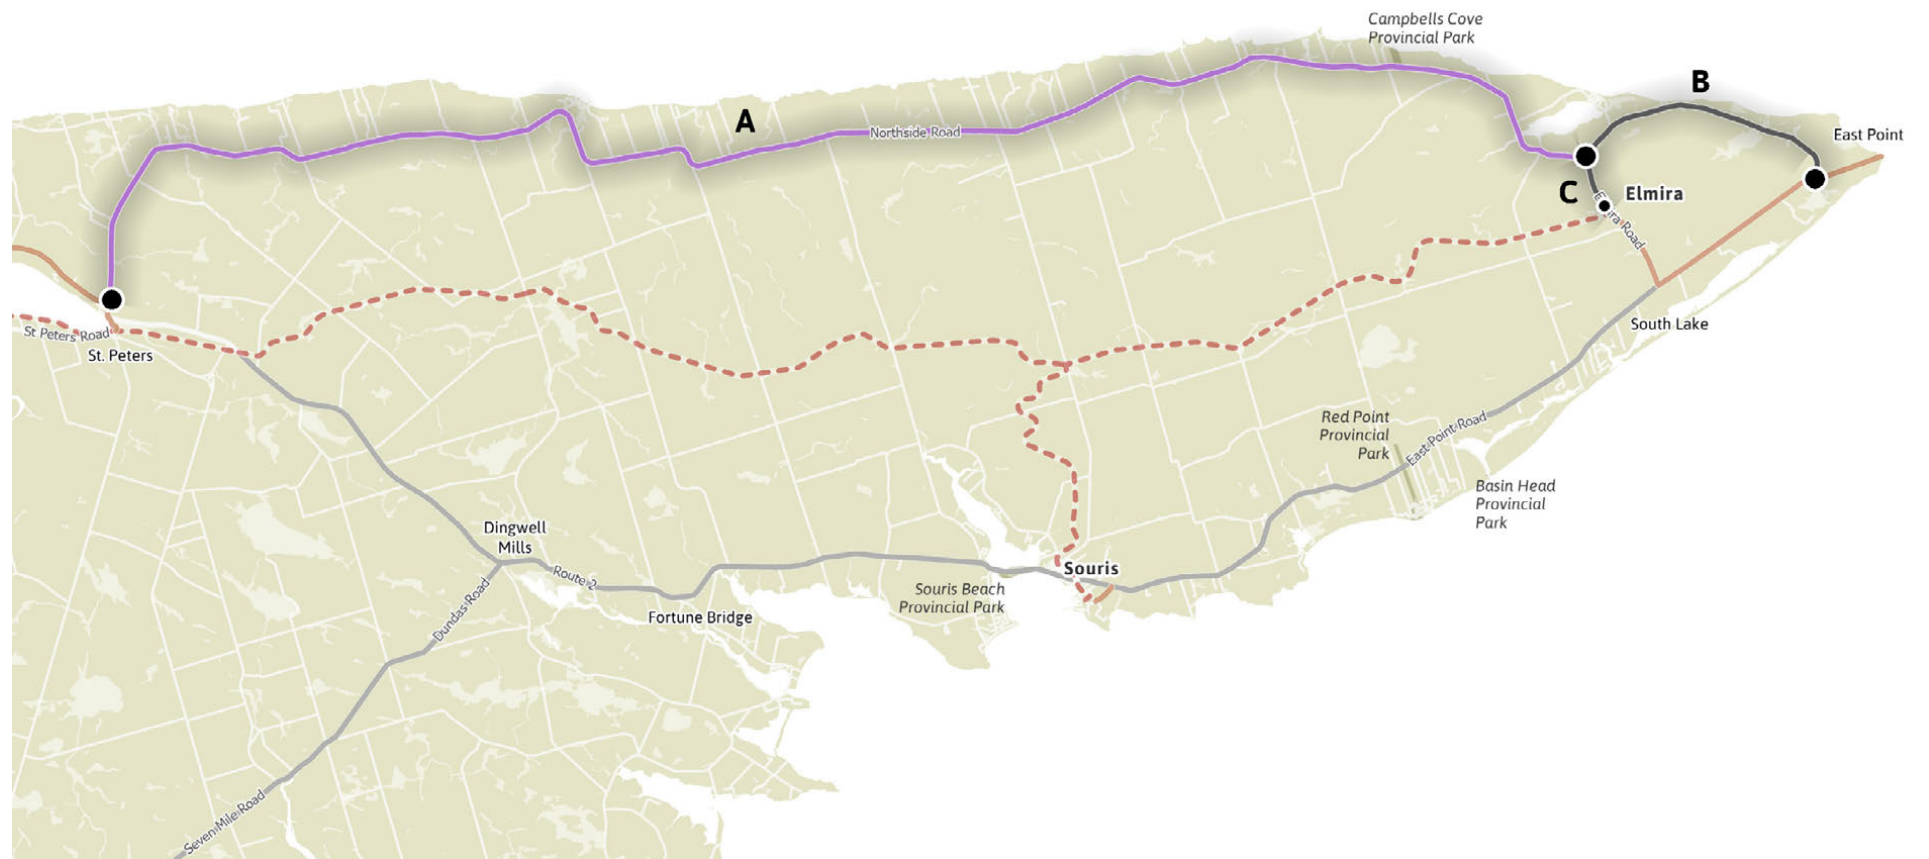 Campbells Cove
Provincial Park
B
A
Northside Road
East Point
C
Elmira
Elmira Road
St Peters Road
St. Peters
South Lake
Red Point
Provincial
Park
East Point Road
Basin Head
Provincial
Park
Dingwell
Mills
Route 2
Souris
Souris Beach
Provincial Park
Dundas Road
Fortune Bridge
Seven Mile Road